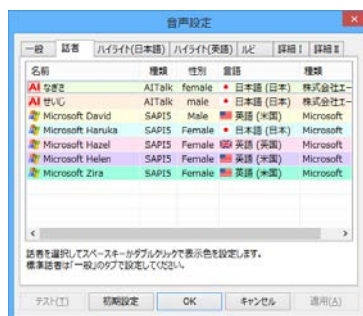 音声設定
一般 話者 ハイライト(日本語) ハイライト(英語) ルビ 詳細Ⅰ 詳細Ⅱ
名前 種類 性別 言語 種類
AI なぎさ AITalk female 日本語 (日本) 株式会社エー
AI せいじ AITalk male 日本語 (日本) 株式会社エー
Microsoft David SAPI5 Male 英語 (米国) Microsoft
Microsoft Haruka SAPI5 Female 日本語 (日本) Microsoft
Microsoft Hazel SAPI5 Female 英語 (英国) Microsoft
Microsoft Helen SAPI5 Female 英語 (米国) Microsoft
Microsoft Zira SAPI5 Female 英語 (米国) Microsoft
話者を選択してスペースキーかダブルクリックで表示色を設定します。
標準話者は「一般」のタブで設定してください。
テスト(T) 初期設定 OK キャンセル 適用(A)